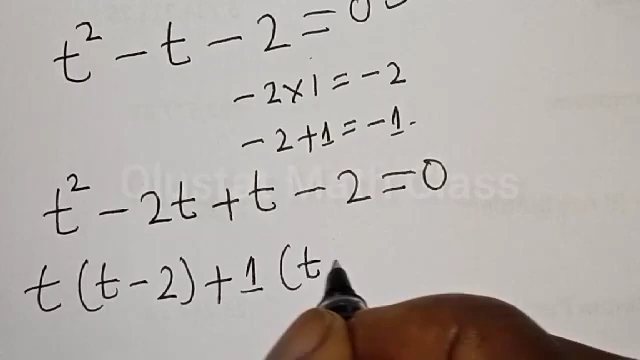 t² - t - 2 = 0
-2 × 1 = -2
-2 + 1 = -1.
t² - 2t + t - 2 = 0
t(t - 2) + 1(t